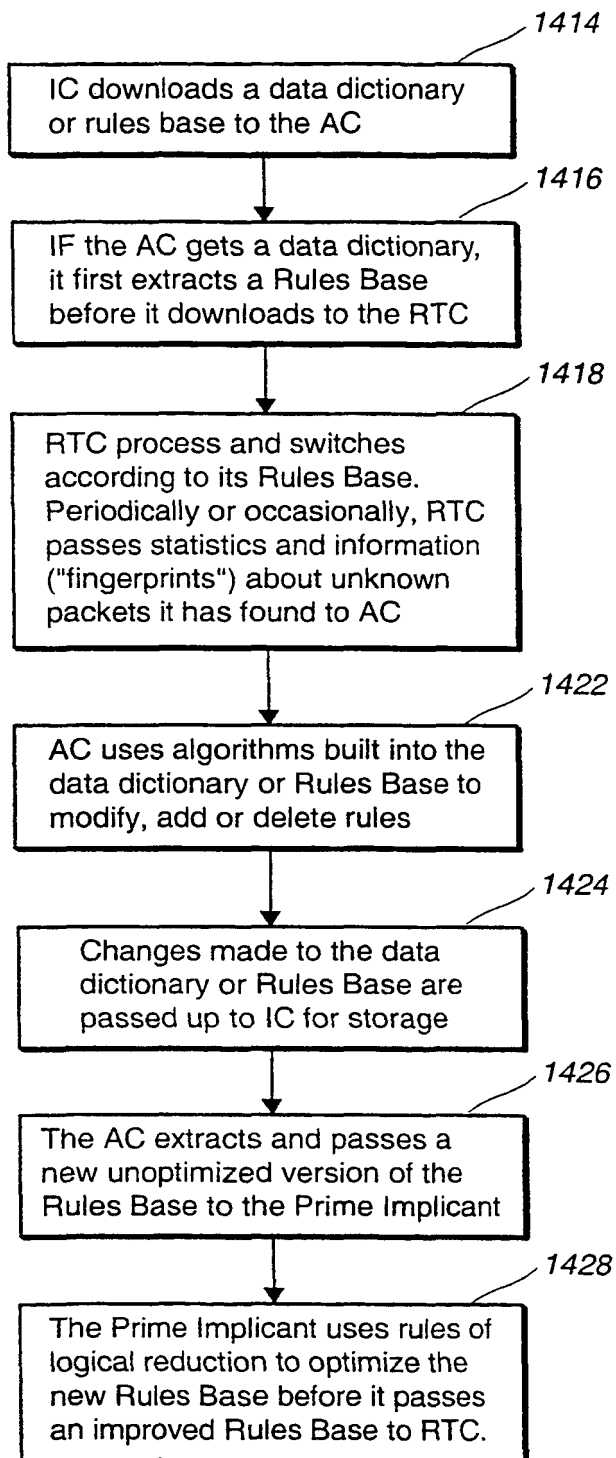 1414
IC downloads a data dictionary
or rules base to the AC
1416
IF the AC gets a data dictionary,
it first extracts a Rules Base
before it downloads to the RTC
1418
RTC process and switches
according to its Rules Base.
Periodically or occasionally, RTC
passes statistics and information
("fingerprints") about unknown
packets it has found to AC
1422
AC uses algorithms built into the
data dictionary or Rules Base to
modify, add or delete rules
1424
Changes made to the data
dictionary or Rules Base are
passed up to IC for storage
1426
The AC extracts and passes a
new unoptimized version of the
Rules Base to the Prime Implicant
1428
The Prime Implicant uses rules of
logical reduction to optimize the
new Rules Base before it passes
an improved Rules Base to RTC.